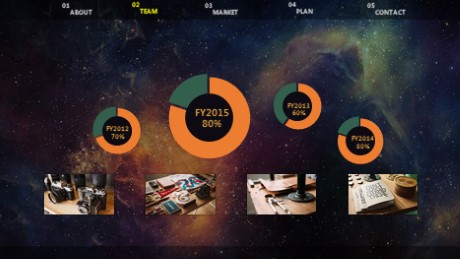 01
ABOUT
02
TEAM
03
MARKET
04
PLAN
05
CONTACT
FY2012
70%
FY2015
80%
FY2013
60%
FY2014
80%